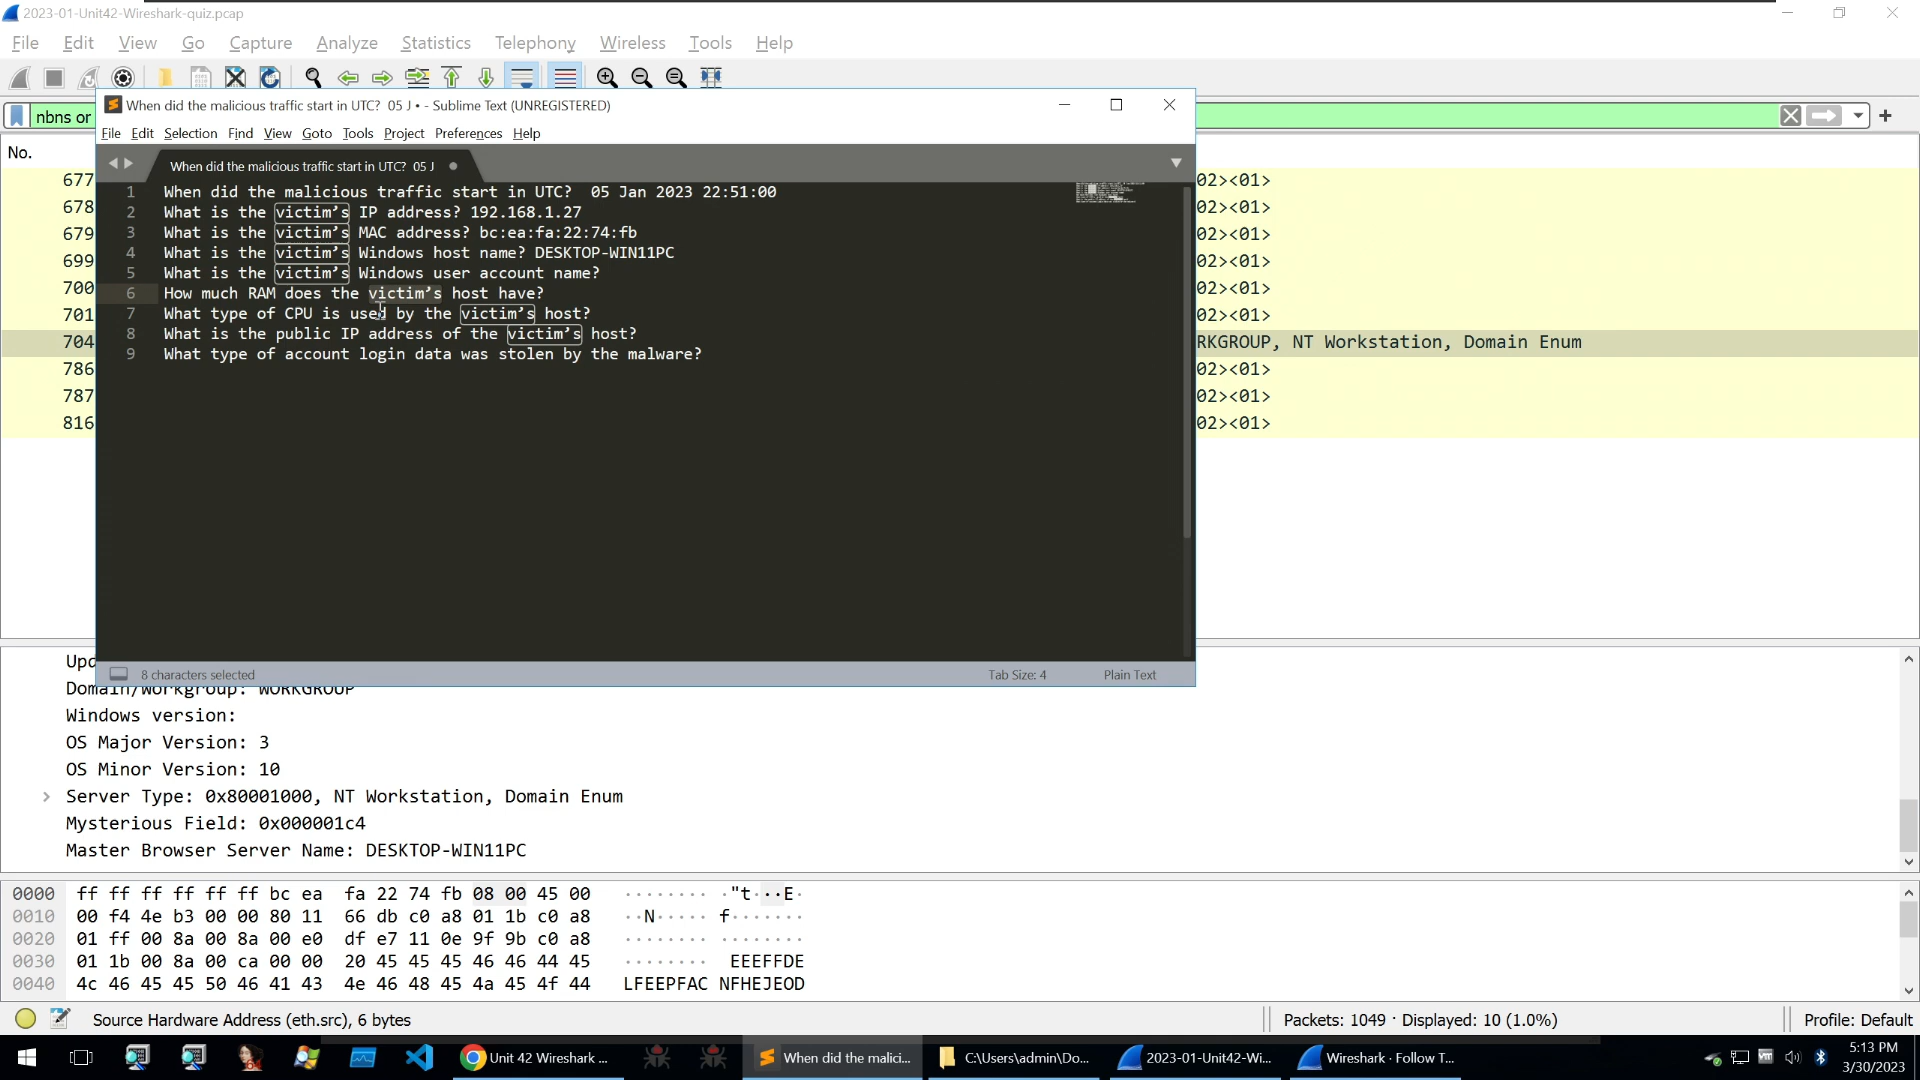 2023-01-Unit42-Wireshark-quiz.pcap
File Edit View Go Capture Analyze Statistics Telephony Wireless Tools Help
nbns or
When did the malicious traffic start in UTC? 05 J • - Sublime Text (UNREGISTERED)
File Edit Selection Find View Goto Tools Project Preferences Help
When did the malicious traffic start in UTC? 05 J
No.
1 When did the malicious traffic start in UTC? 05 Jan 2023 22:51:00
2 What is the victim’s IP address? 192.168.1.27
3 What is the victim’s MAC address? bc:ea:fa:22:74:fb
4 What is the victim’s Windows host name? DESKTOP-WIN11PC
5 What is the victim’s Windows user account name?
6 How much RAM does the victim’s host have?
7 What type of CPU is used by the victim’s host?
8 What is the public IP address of the victim’s host?
9 What type of account login data was stolen by the malware?
677 02><01>
678 02><01>
679 02><01>
699 02><01>
700 02><01>
701 02><01>
704 RKGROUP, NT Workstation, Domain Enum
786 02><01>
787 02><01>
816 02><01>
8 characters selected Tab Size: 4 Plain Text
Upd
Domain/Workgroup: WORKGROUP
Windows version:
OS Major Version: 3
OS Minor Version: 10
Server Type: 0x80001000, NT Workstation, Domain Enum
Mysterious Field: 0x000001c4
Master Browser Server Name: DESKTOP-WIN11PC
0000 ff ff ff ff ff ff bc ea fa 22 74 fb 08 00 45 00 ········ ·"t···E·
0010 00 f4 4e b3 00 00 80 11 66 db c0 a8 01 1b c0 a8 ··N····· f·······
0020 01 ff 00 8a 00 8a 00 e0 df e7 11 0e 9f 9b c0 a8 ········ ········
0030 01 1b 00 8a 00 ca 00 00 20 45 45 45 46 46 44 45 ········ EEEFFDE
0040 4c 46 45 45 50 46 41 43 4e 46 48 45 4a 45 4f 44 LFEEPFAC NFHEJEOD
Source Hardware Address (eth.src), 6 bytes Packets: 1049 · Displayed: 10 (1.0%) Profile: Default
Unit 42 Wireshark ... When did the malici... C:\Users\admin\Do... 2023-01-Unit42-Wi... Wireshark · Follow T...
5:13 PM
3/30/2023